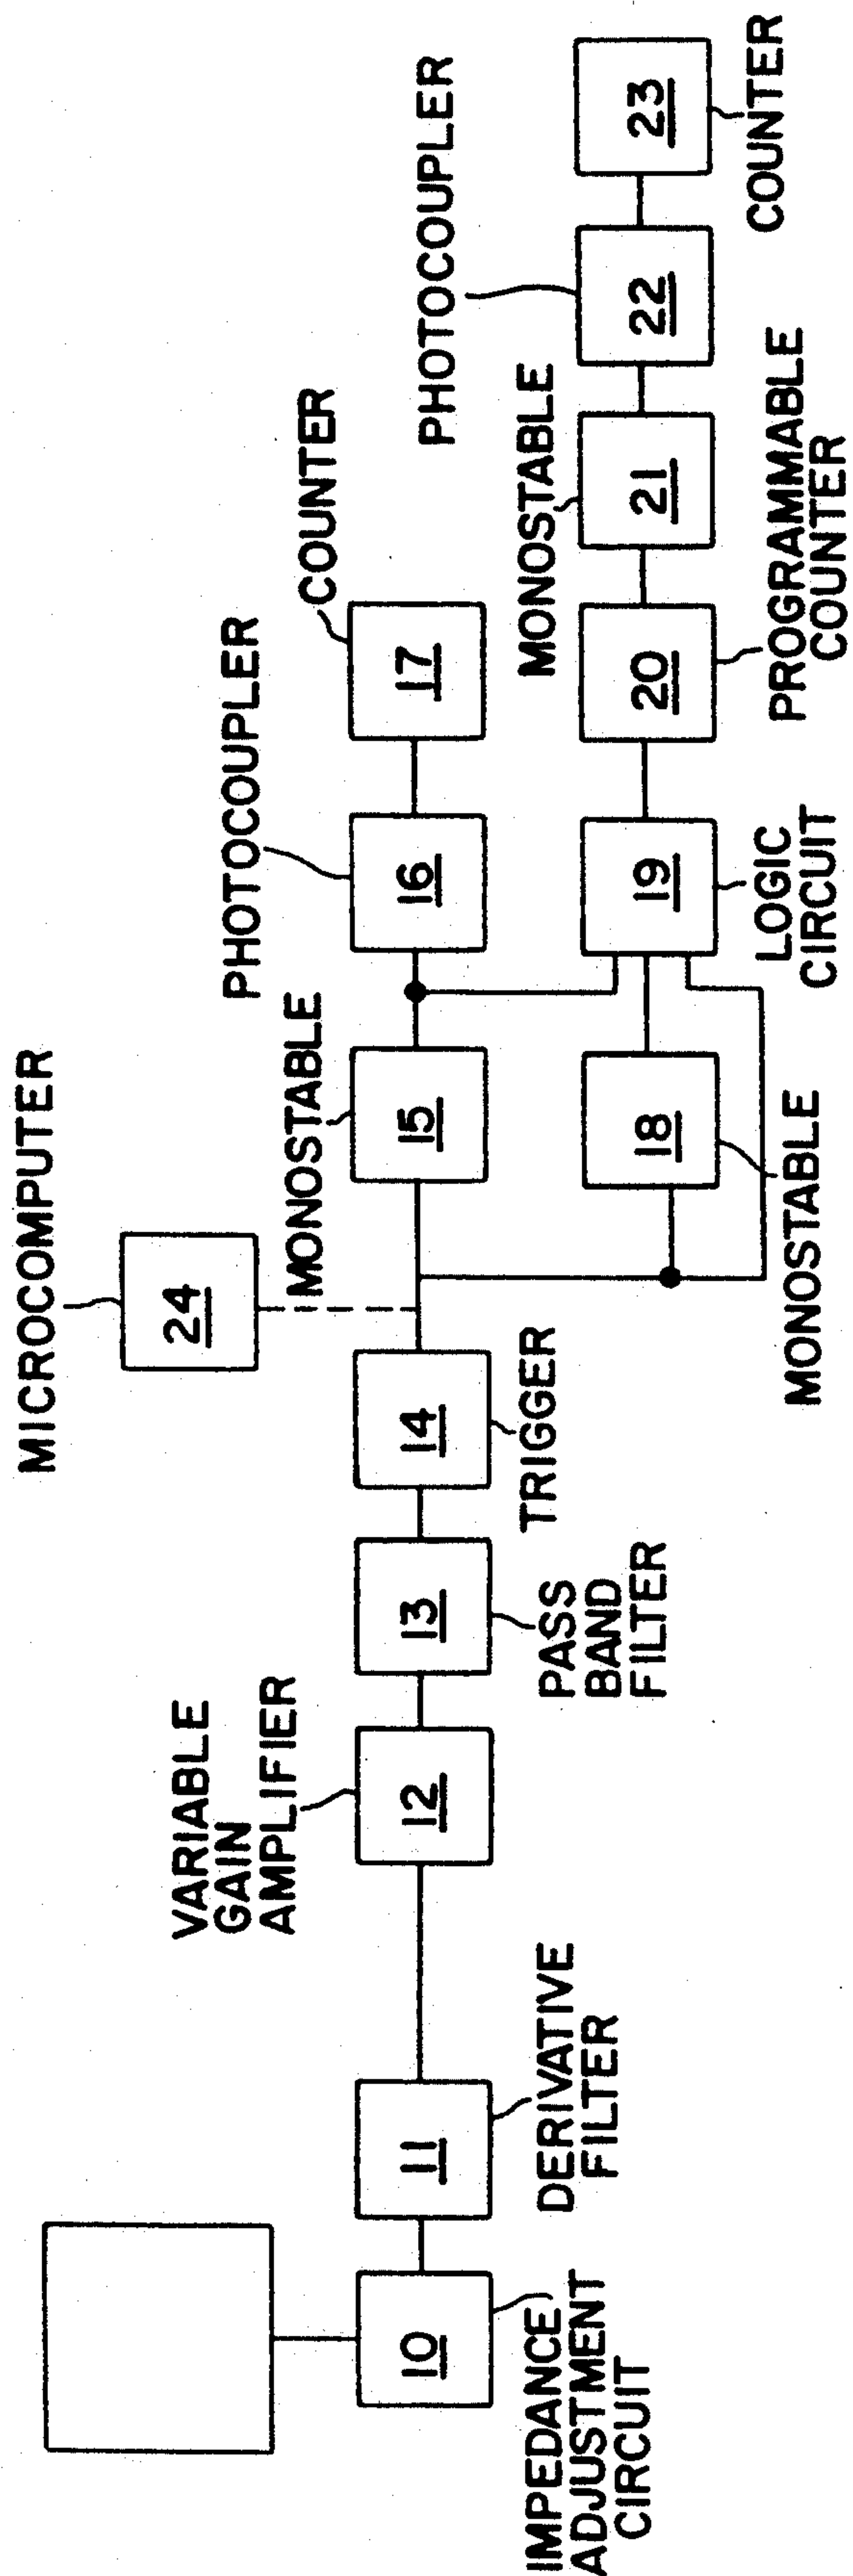 MICROCOMPUTER
24
PHOTOCOUPLER
COUNTER
MONOSTABLE
15
16
17
VARIABLE
GAIN
AMPLIFIER
10
11
12
13
14
IMPEDANCE
ADJUSTMENT
CIRCUIT
DERIVATIVE
FILTER
PASS
BAND
FILTER
TRIGGER
MONOSTABLE
PHOTOCOUPLER
18
19
20
21
22
23
MONOSTABLE
LOGIC
CIRCUIT
PROGRAMMABLE
COUNTER
COUNTER